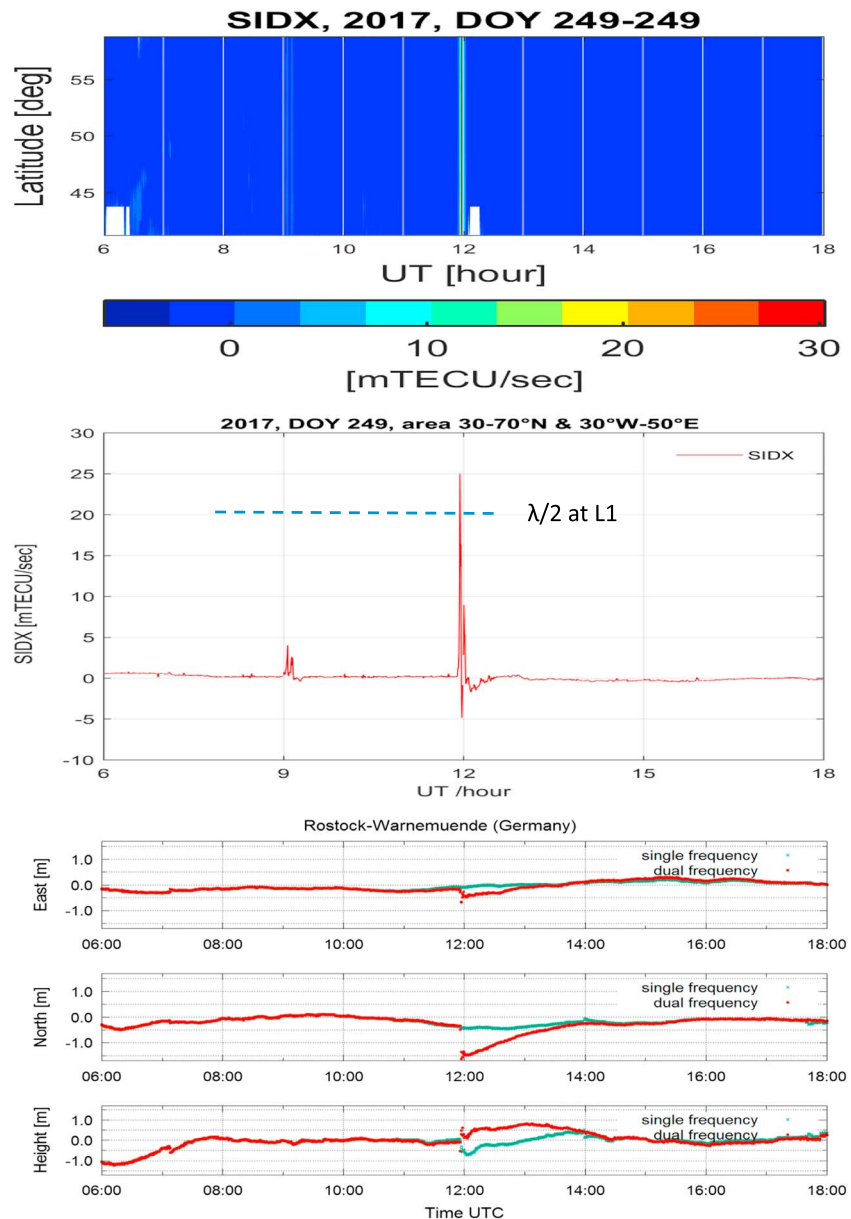 SIDX, 2017, DOY 249-249
Latitude [deg]
55
50
45
6 8 10 12 14 16 18
UT [hour]
0 10 20 30
[mTECU/sec]
2017, DOY 249, area 30-70°N & 30°W-50°E
SIDX [mTECU/sec]
30
25
20
15
10
5
0
-5
-10
SIDX
λ/2 at L1
6 9 12 15 18
UT /hour
Rostock-Warnemuende (Germany)
East [m]
1.0
0.0
-1.0
single frequency
dual frequency
06:00 08:00 10:00 12:00 14:00 16:00 18:00
North [m]
1.0
0.0
-1.0
single frequency
dual frequency
06:00 08:00 10:00 12:00 14:00 16:00 18:00
Height [m]
1.0
0.0
-1.0
single frequency
dual frequency
06:00 08:00 10:00 12:00 14:00 16:00 18:00
Time UTC